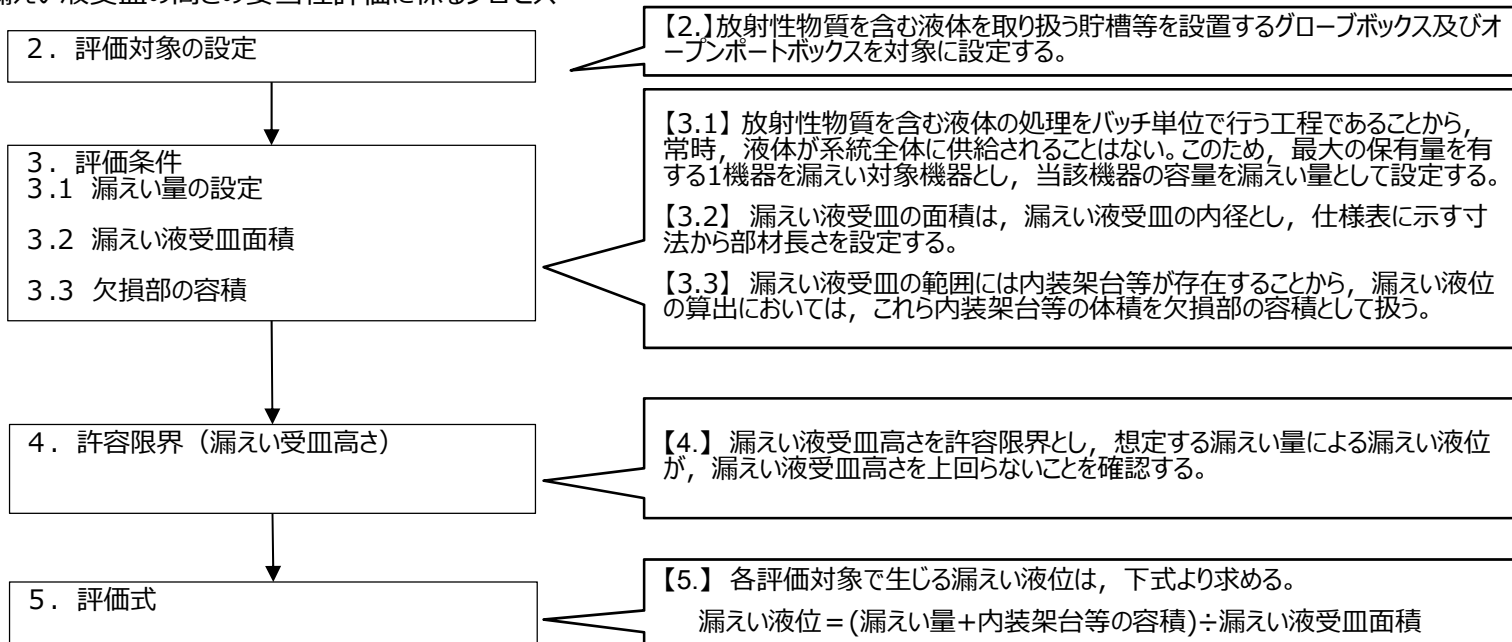 漏えい液受皿の高さの妥当性評価に係るプロセス
2. 評価対象の設定
【2.】放射性物質を含む液体を取り扱う貯槽等を設置するグローブボックス及びオ
ープンポートボックスを対象に設定する。
3. 評価条件
3.1 漏えい量の設定
3.2 漏えい液受皿面積
3.3 欠損部の容積
【3.1】 放射性物質を含む液体の処理をバッチ単位で行う工程であることから,
常時, 液体が系統全体に供給されることはない。このため, 最大の保有量を有
する1機器を漏えい対象機器とし, 当該機器の容量を漏えい量として設定する。
【3.2】 漏えい液受皿の面積は, 漏えい液受皿の内径とし, 仕様表に示す寸
法から部材長さを設定する。
【3.3】 漏えい液受皿の範囲には内装架台等が存在することから, 漏えい液位
の算出においては, これら内装架台等の体積を欠損部の容積として扱う。
4. 許容限界（漏えい受皿高さ）
【4.】 漏えい液受皿高さを許容限界とし, 想定する漏えい量による漏えい液位
が, 漏えい液受皿高さを上回らないことを確認する。
5. 評価式
【5.】 各評価対象で生じる漏えい液位は, 下式より求める。
漏えい液位＝(漏えい量+内装架台等の容積)÷漏えい液受皿面積